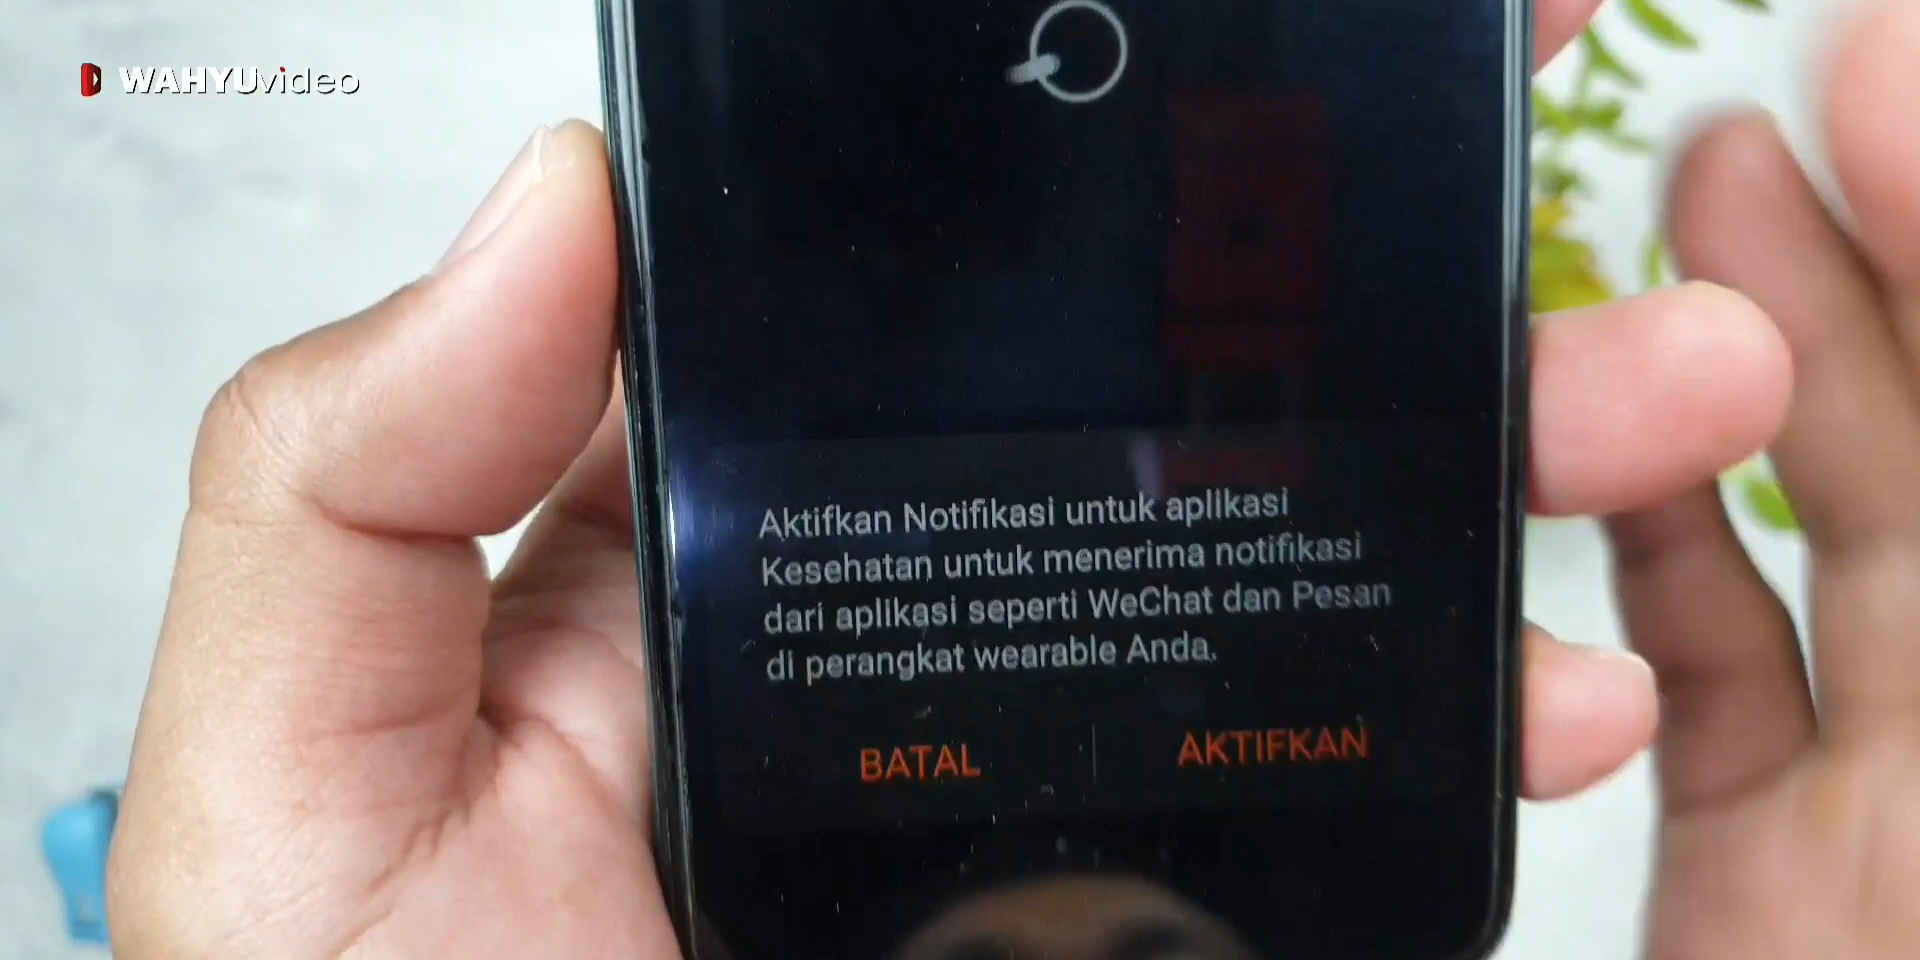 WAHYUvideo
Aktifkan Notifikasi untuk aplikasi
Kesehatan untuk menerima notifikasi
dari aplikasi seperti WeChat dan Pesan
di perangkat wearable Anda.
BATAL
AKTIFKAN